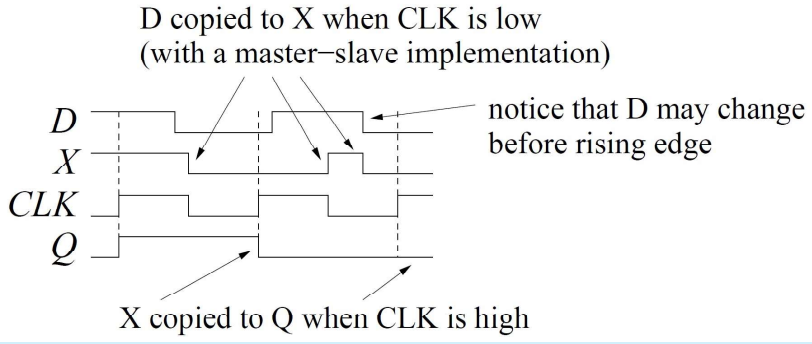 D copied to X when CLK is low
(with a master−slave implementation)
notice that D may change
before rising edge
D
X
CLK
Q
X copied to Q when CLK is high